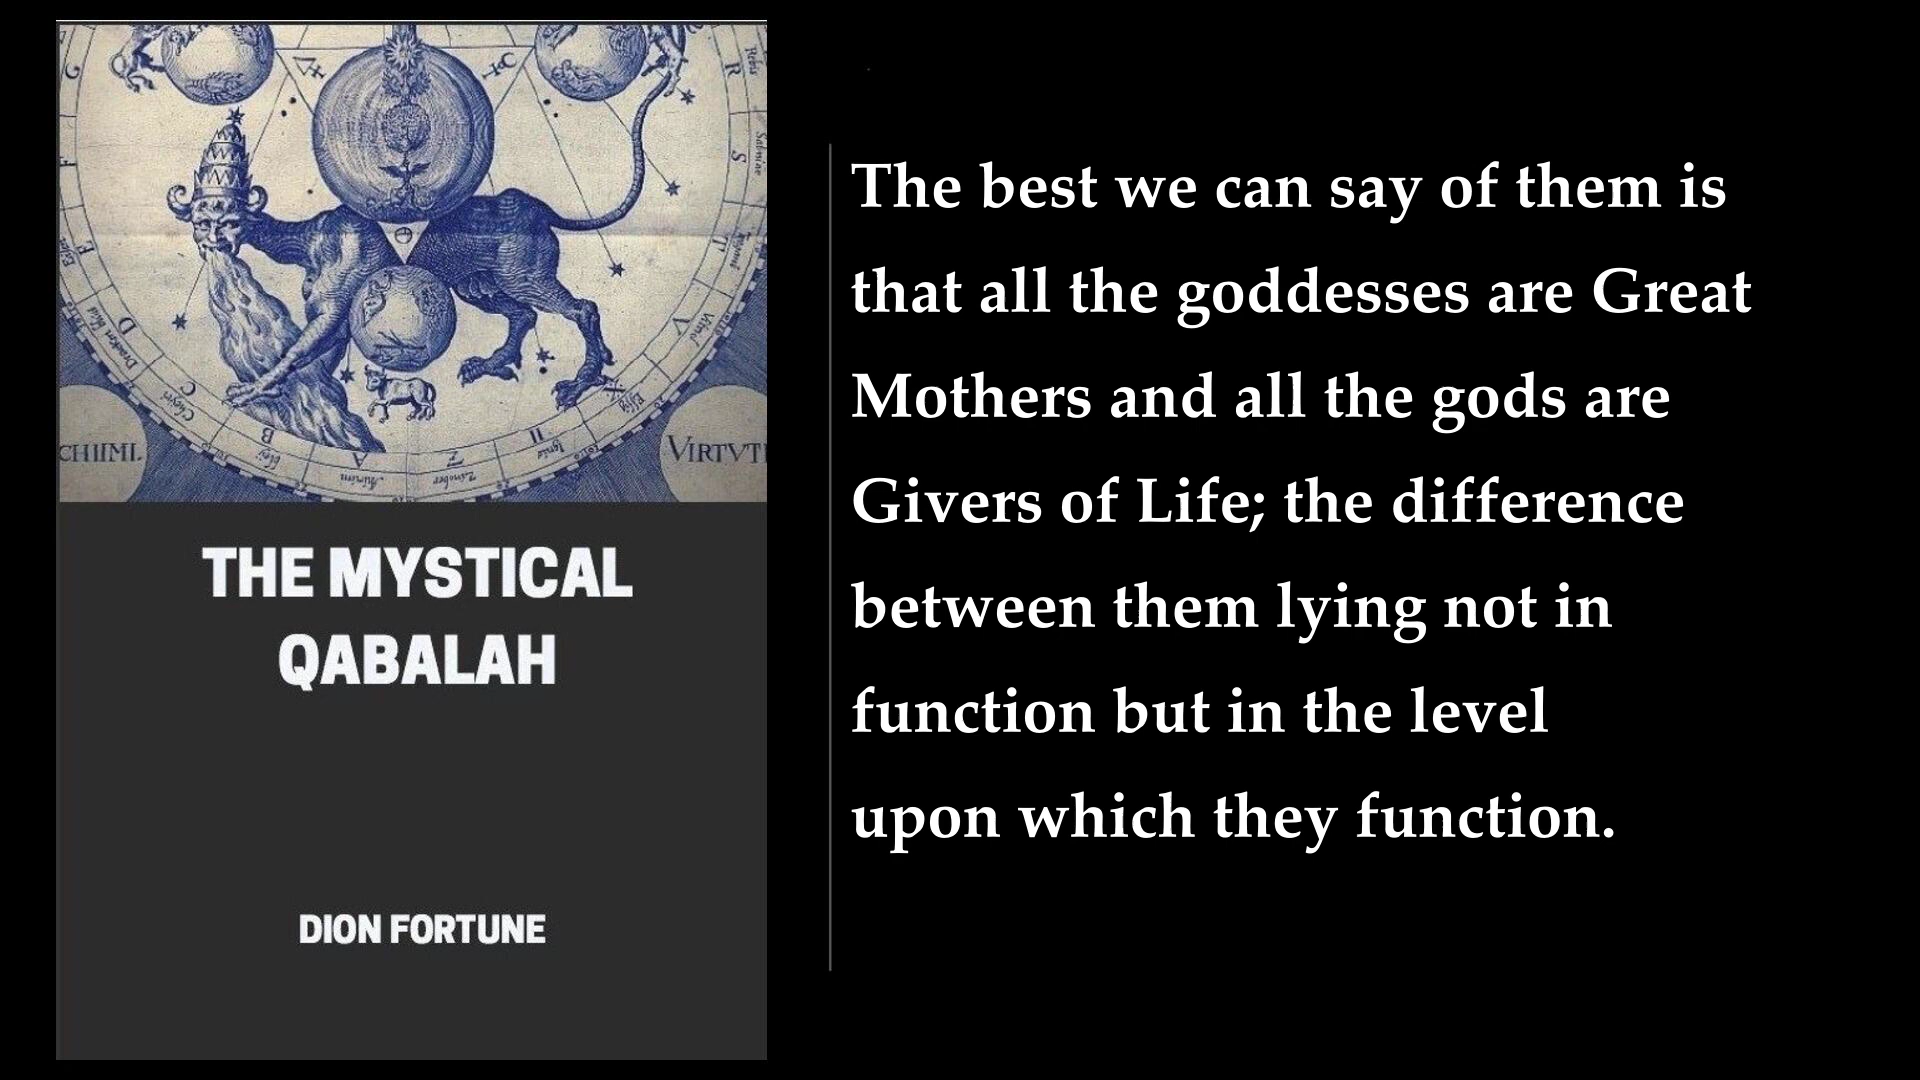 THE MYSTICAL
QABALAH
DION FORTUNE
CHIIMI.
VIRTVTI
The best we can say of them is
that all the goddesses are Great
Mothers and all the gods are
Givers of Life; the difference
between them lying not in
function but in the level
upon which they function.